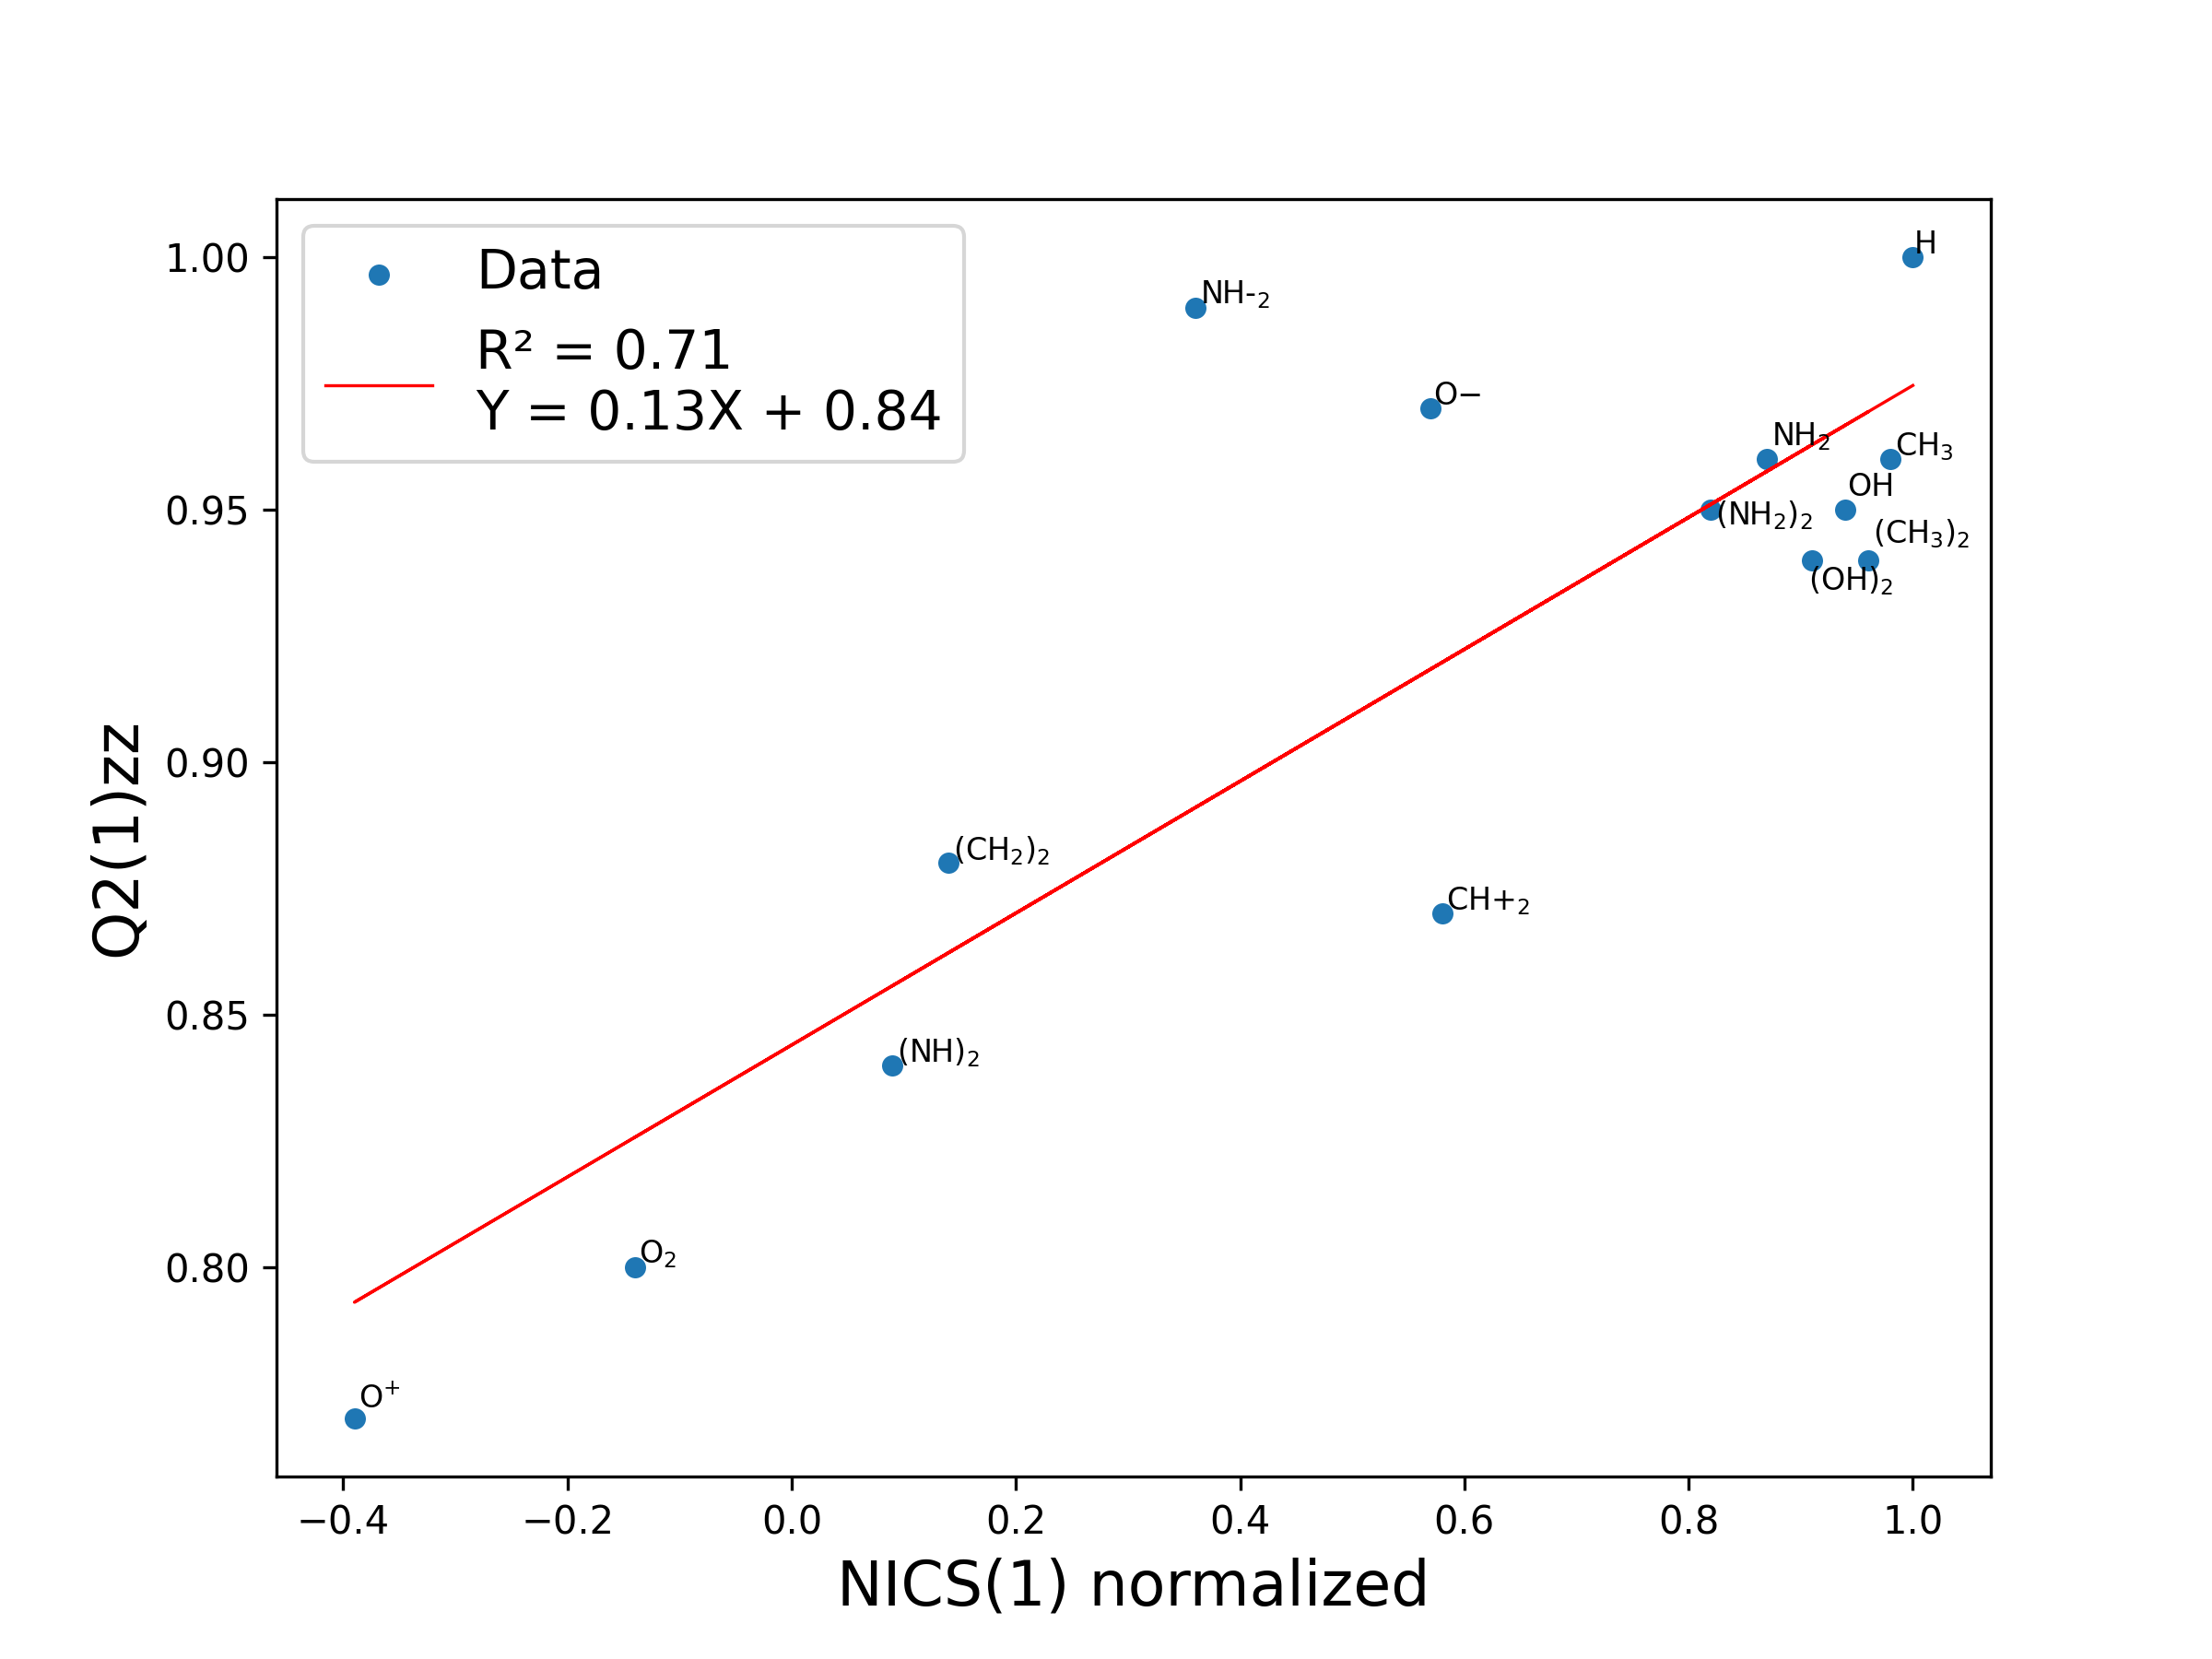 Data
R² = 0.71
Y = 0.13X + 0.84
H
NH-₂
O−
NH₂
CH₃
OH
(NH₂)₂
(CH₃)₂
(OH)₂
(CH₂)₂
CH+₂
(NH)₂
O₂
O⁺
1.00
0.95
0.90
0.85
0.80
Q2(1)zz
−0.4 −0.2 0.0 0.2 0.4 0.6 0.8 1.0
NICS(1) normalized